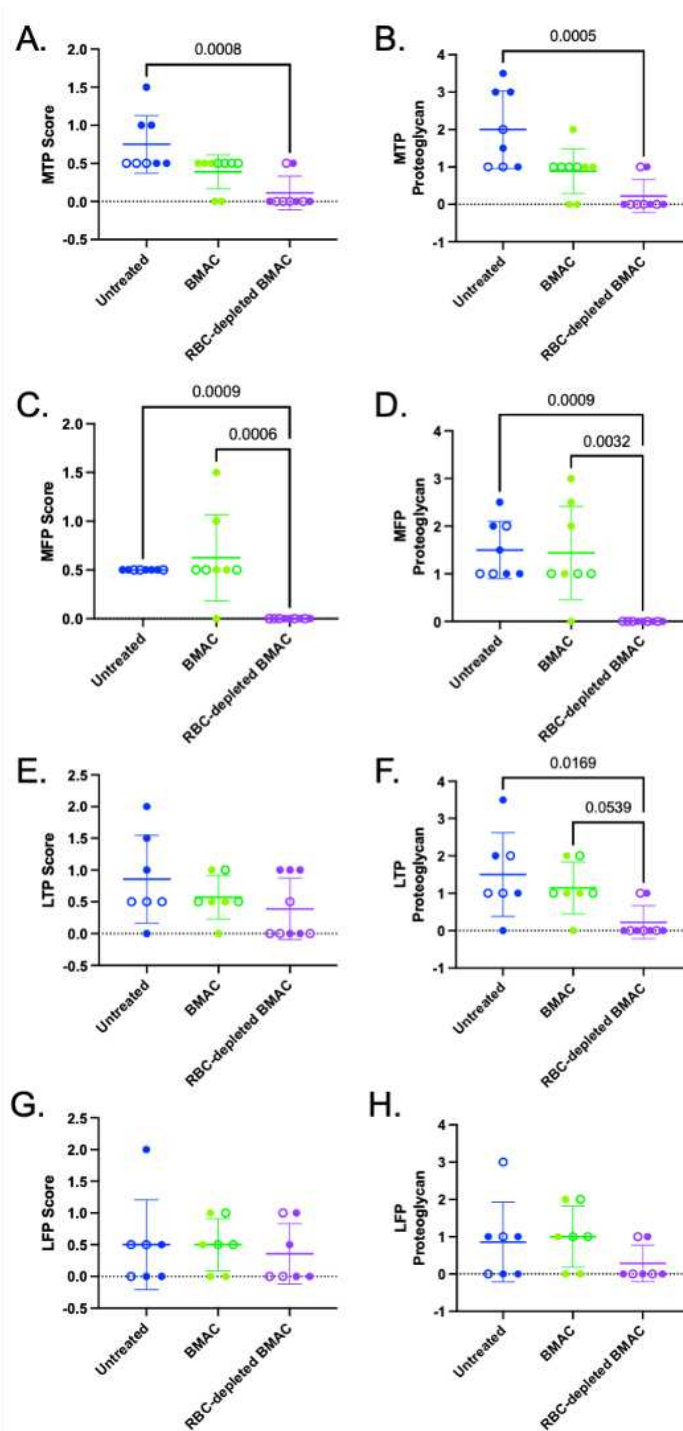 A.
0.0008
MTP Score
2.0
1.5
1.0
0.5
0.0
-0.5
Untreated
BMAC
RBC-depleted BMAC
B.
0.0005
MTP
Proteoglycan
4
3
2
1
0
-1
Untreated
BMAC
RBC-depleted BMAC
C.
0.0009
0.0006
MFP Score
2.0
1.5
1.0
0.5
0.0
Untreated
BMAC
RBC-depleted BMAC
D.
0.0009
0.0032
MFP
Proteoglycan
4
3
2
1
0
Untreated
BMAC
RBC-depleted BMAC
E.
LTP Score
2.5
2.0
1.5
1.0
0.5
0.0
-0.5
Untreated
BMAC
RBC-depleted BMAC
F.
0.0169
0.0539
LTP
Proteoglycan
4
3
2
1
0
-1
Untreated
BMAC
RBC-depleted BMAC
G.
LFP Score
2.5
2.0
1.5
1.0
0.5
0.0
-0.5
Untreated
BMAC
RBC-depleted BMAC
H.
LFP
Proteoglycan
4
3
2
1
0
-1
Untreated
BMAC
RBC-depleted BMAC